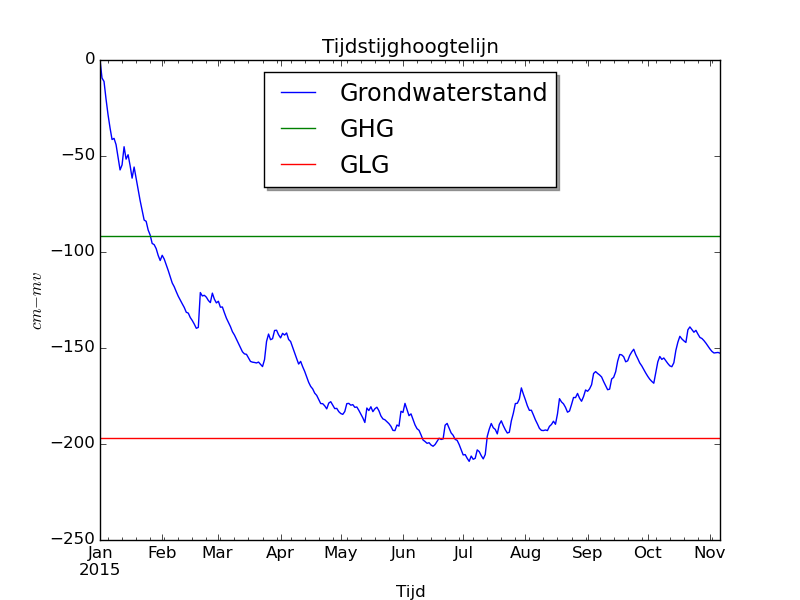 Tijdstijghoogtelijn
Grondwaterstand
GHG
GLG
0
−50
−100
−150
−200
−250
cm−mv
Jan Feb Mar Apr May Jun Jul Aug Sep Oct Nov
2015
Tijd